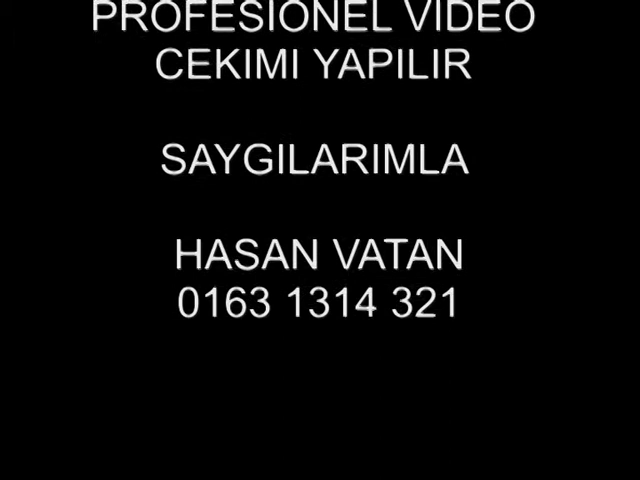 PROFESIONEL VIDEO
CEKIMI YAPILIR
SAYGILARIMLA
HASAN VATAN
0163 1314 321